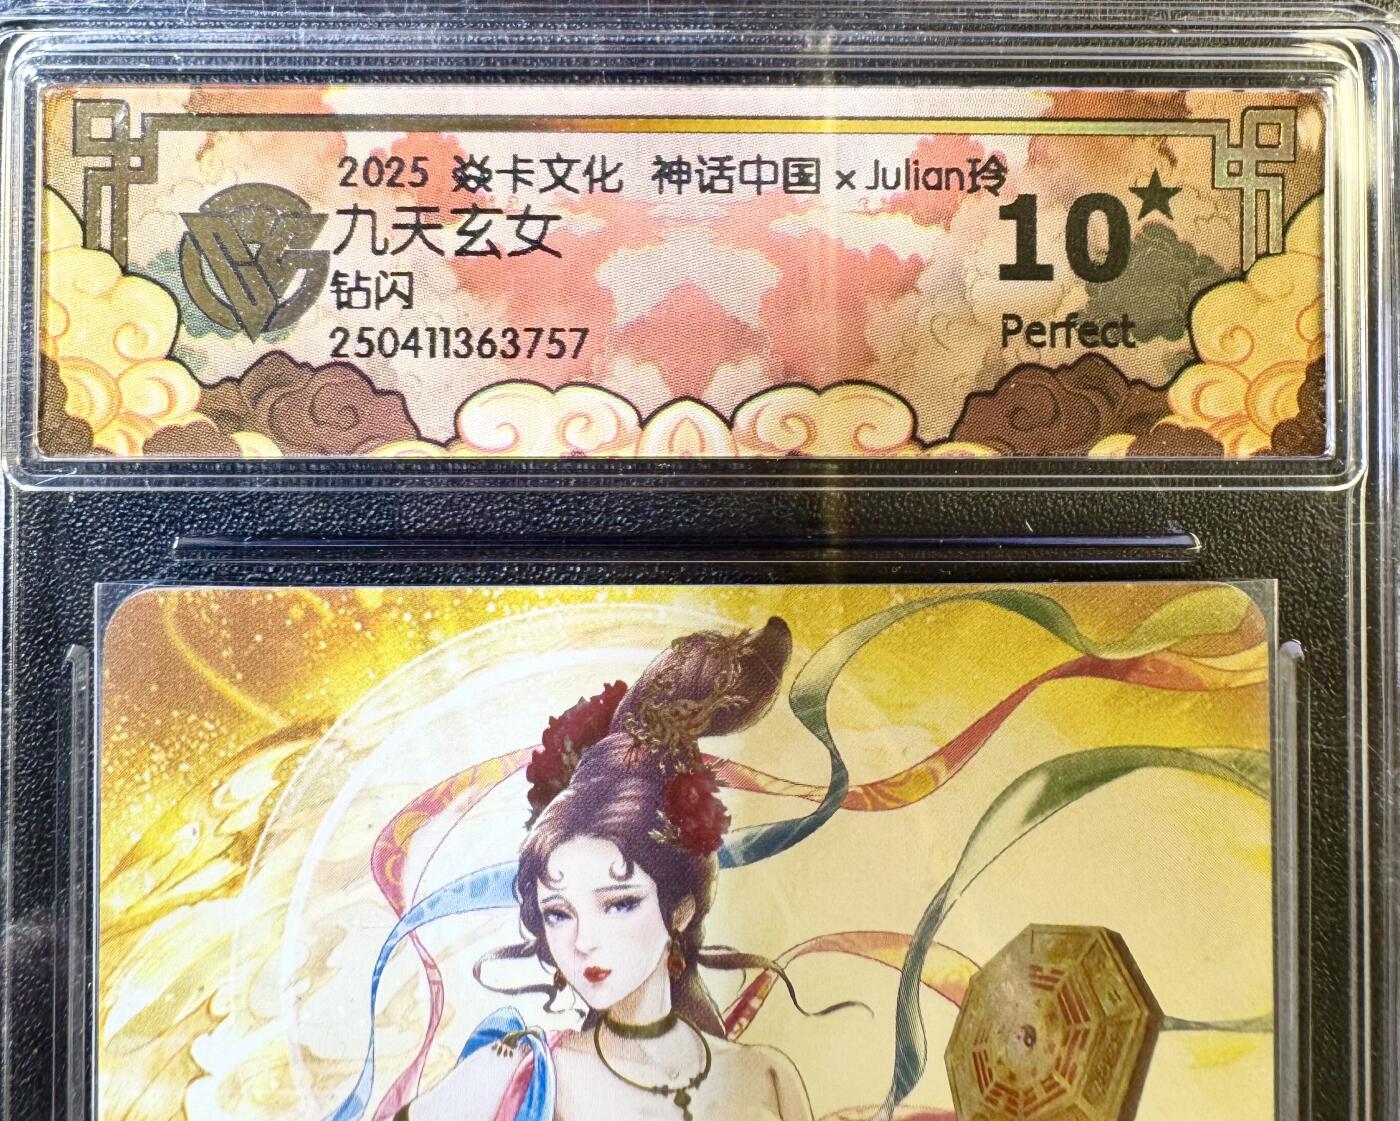 2025 焱卡文化 神话中国 x Julian玲
九天玄女
钻闪
250411363757
10★
Perfect